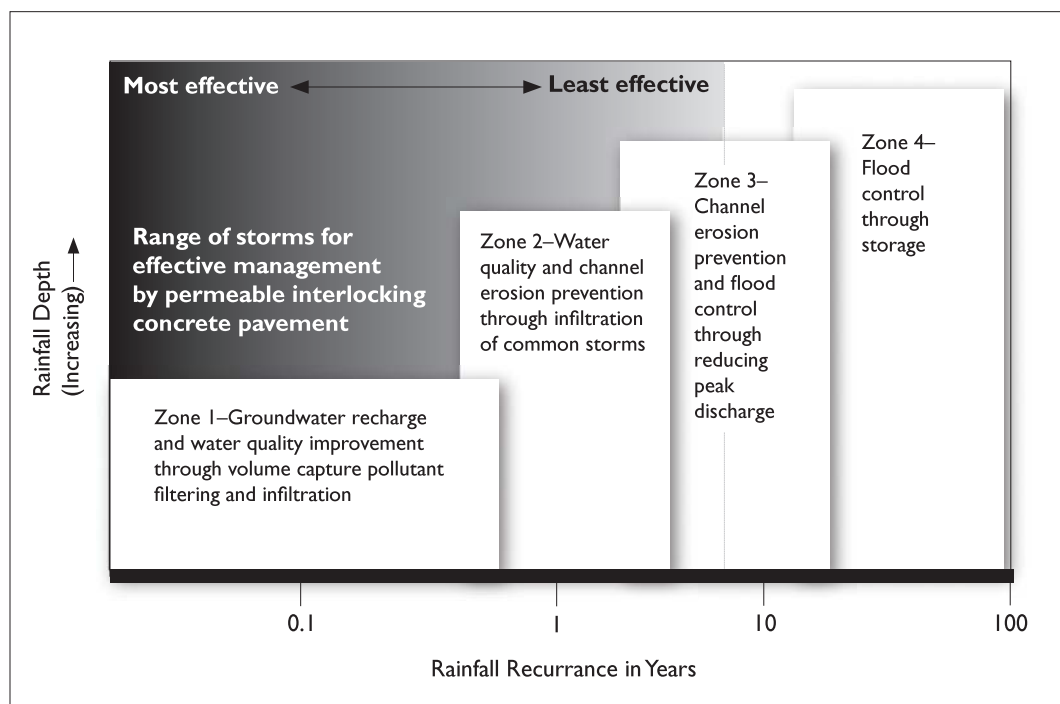 Most effective
Least effective
Range of storms for
effective management
by permeable interlocking
concrete pavement
Zone 1–Groundwater recharge
and water quality improvement
through volume capture pollutant
filtering and infiltration
Zone 2–Water
quality and channel
erosion prevention
through infiltration
of common storms
Zone 3–
Channel
erosion
prevention
and flood
control
through
reducing
peak
discharge
Zone 4–
Flood
control
through
storage
Rainfall Depth
(Increasing)
0.1
1
10
100
Rainfall Recurrance in Years